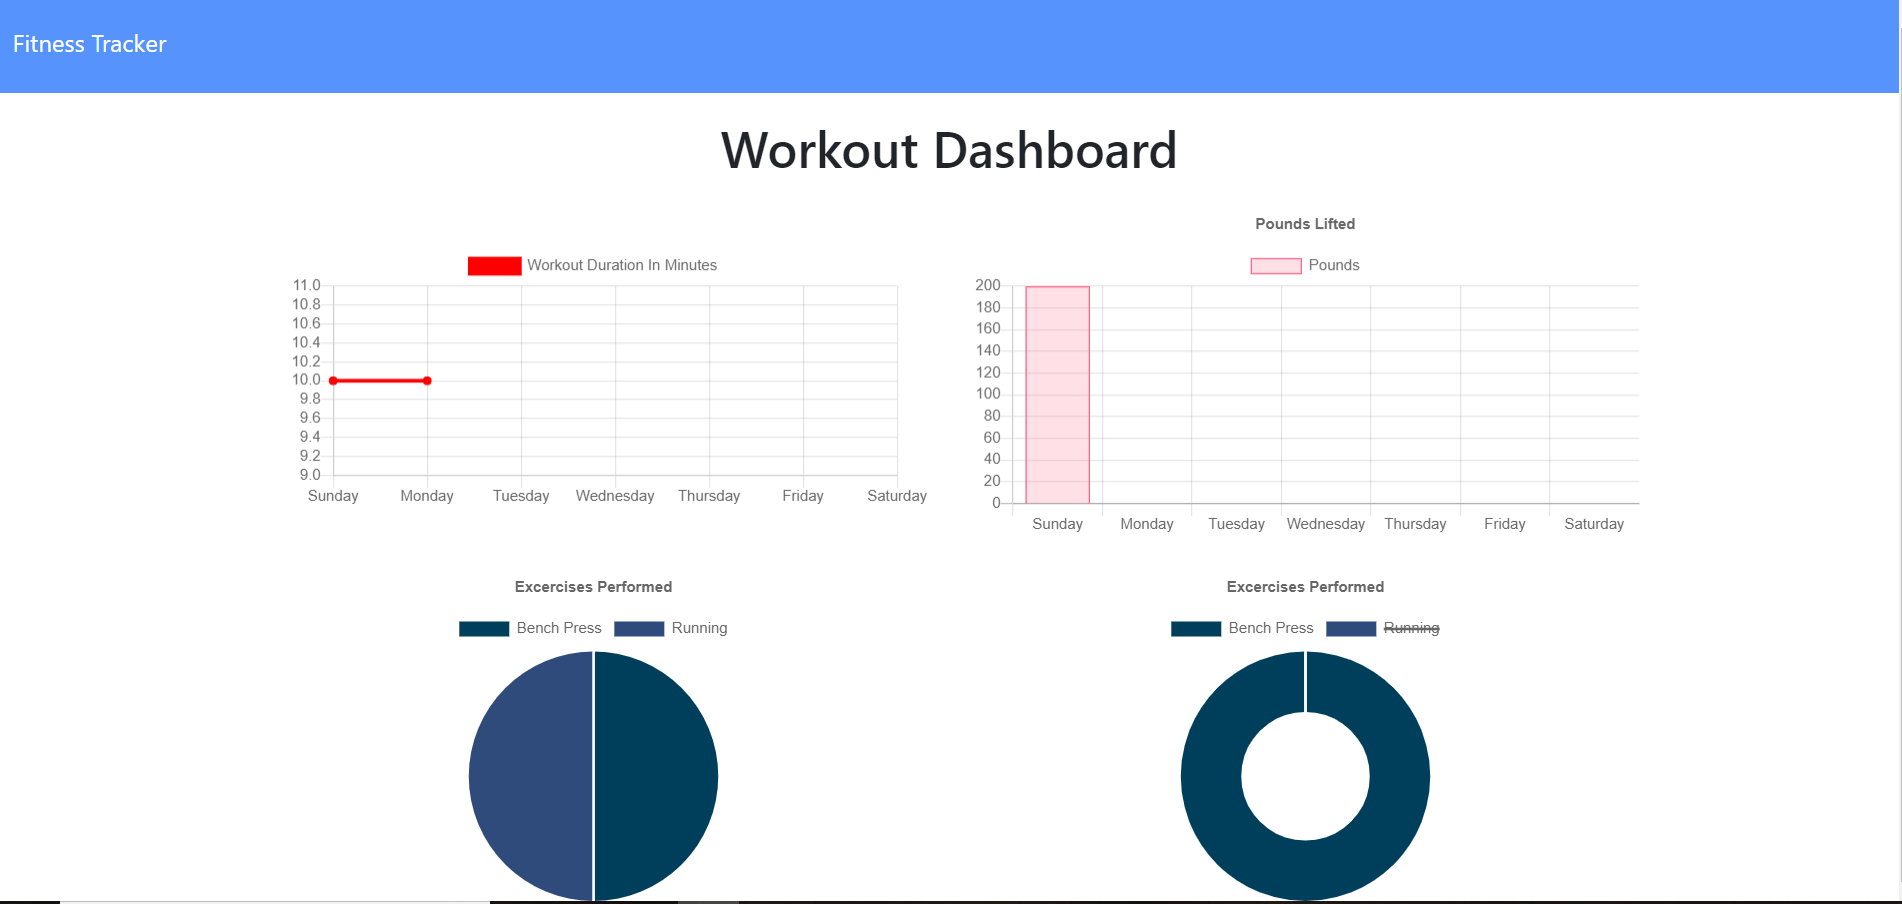 Fitness Tracker
Workout Dashboard
Workout Duration In Minutes
11.0
10.8
10.6
10.4
10.2
10.0
9.8
9.6
9.4
9.2
9.0
Sunday Monday Tuesday Wednesday Thursday Friday Saturday
Pounds Lifted
Pounds
200
180
160
140
120
100
80
60
40
20
0
Sunday Monday Tuesday Wednesday Thursday Friday Saturday
Excercises Performed
Bench Press Running
Excercises Performed
Bench Press Running